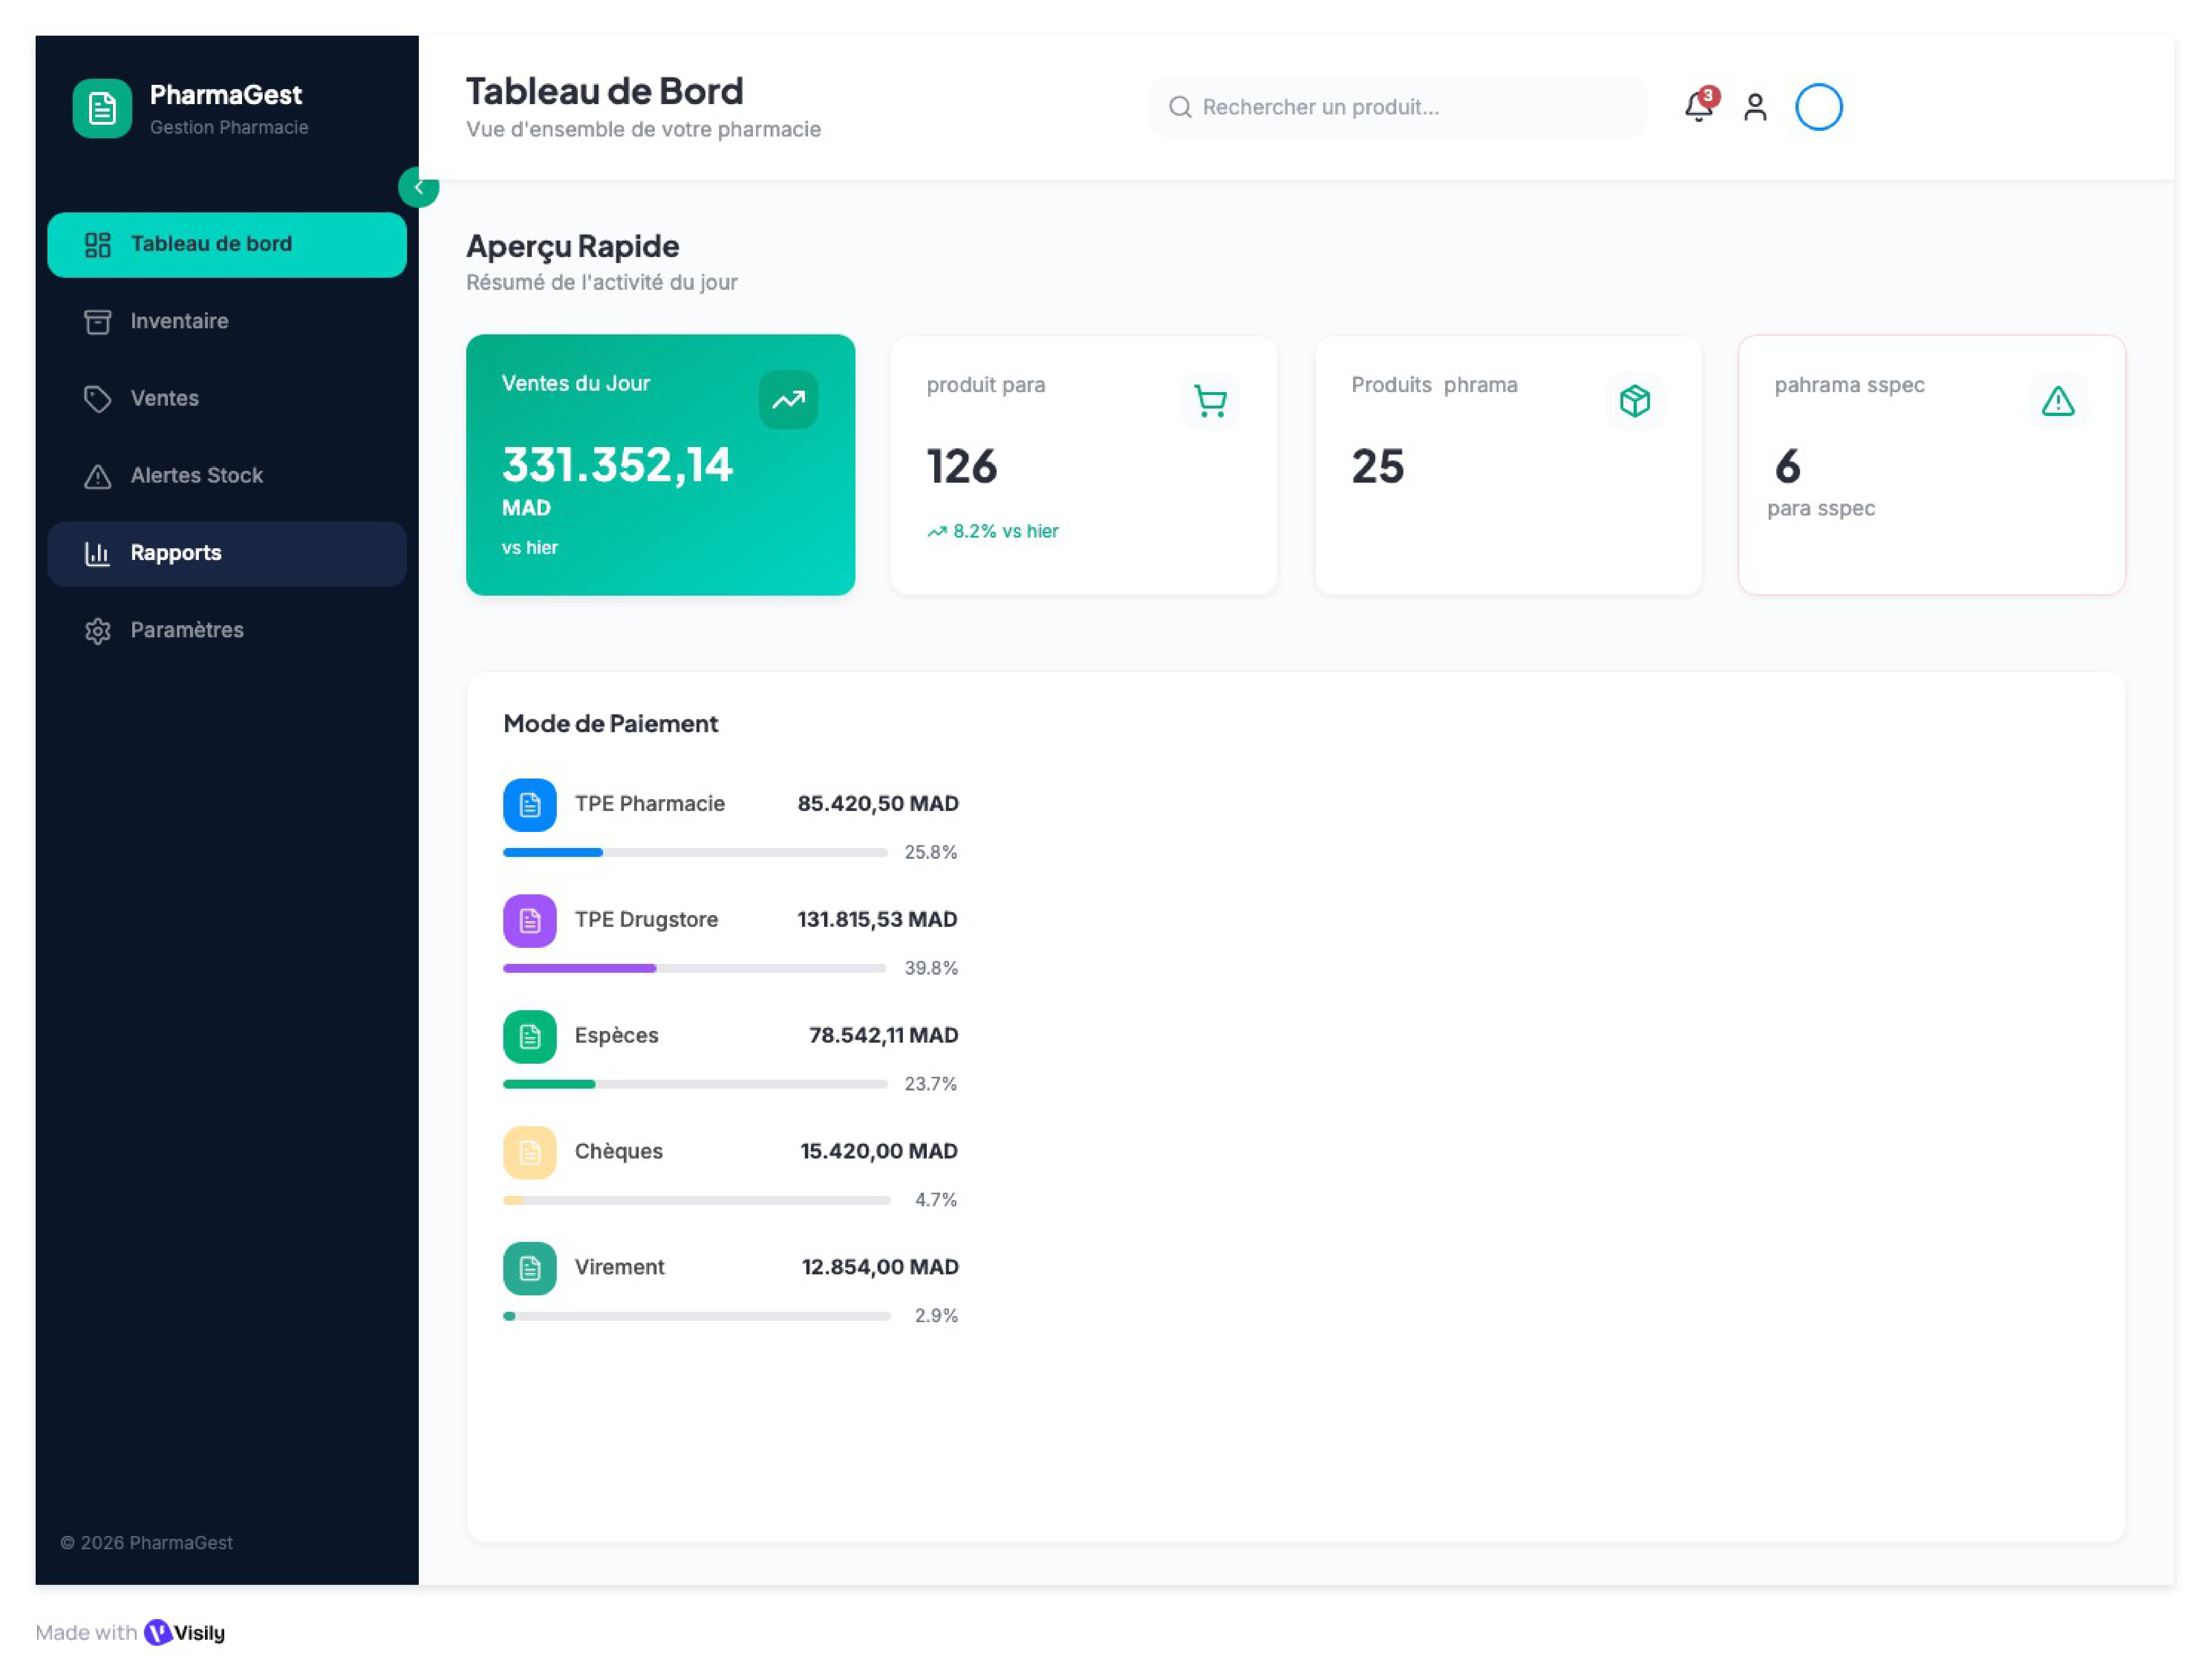 PharmaGest
Gestion Pharmacie
Tableau de bord
Inventaire
Ventes
Alertes Stock
Rapports
Paramètres
© 2026 PharmaGest
Tableau de Bord
Vue d'ensemble de votre pharmacie
Rechercher un produit...
3
Aperçu Rapide
Résumé de l'activité du jour
Ventes du Jour
331.352,14
MAD
vs hier
produit para
126
8.2% vs hier
Produits phrama
25
pahrama sspec
6
para sspec
Mode de Paiement
TPE Pharmacie 85.420,50 MAD
25.8%
TPE Drugstore 131.815,53 MAD
39.8%
Espèces 78.542,11 MAD
23.7%
Chèques 15.420,00 MAD
4.7%
Virement 12.854,00 MAD
2.9%
Made with Visily